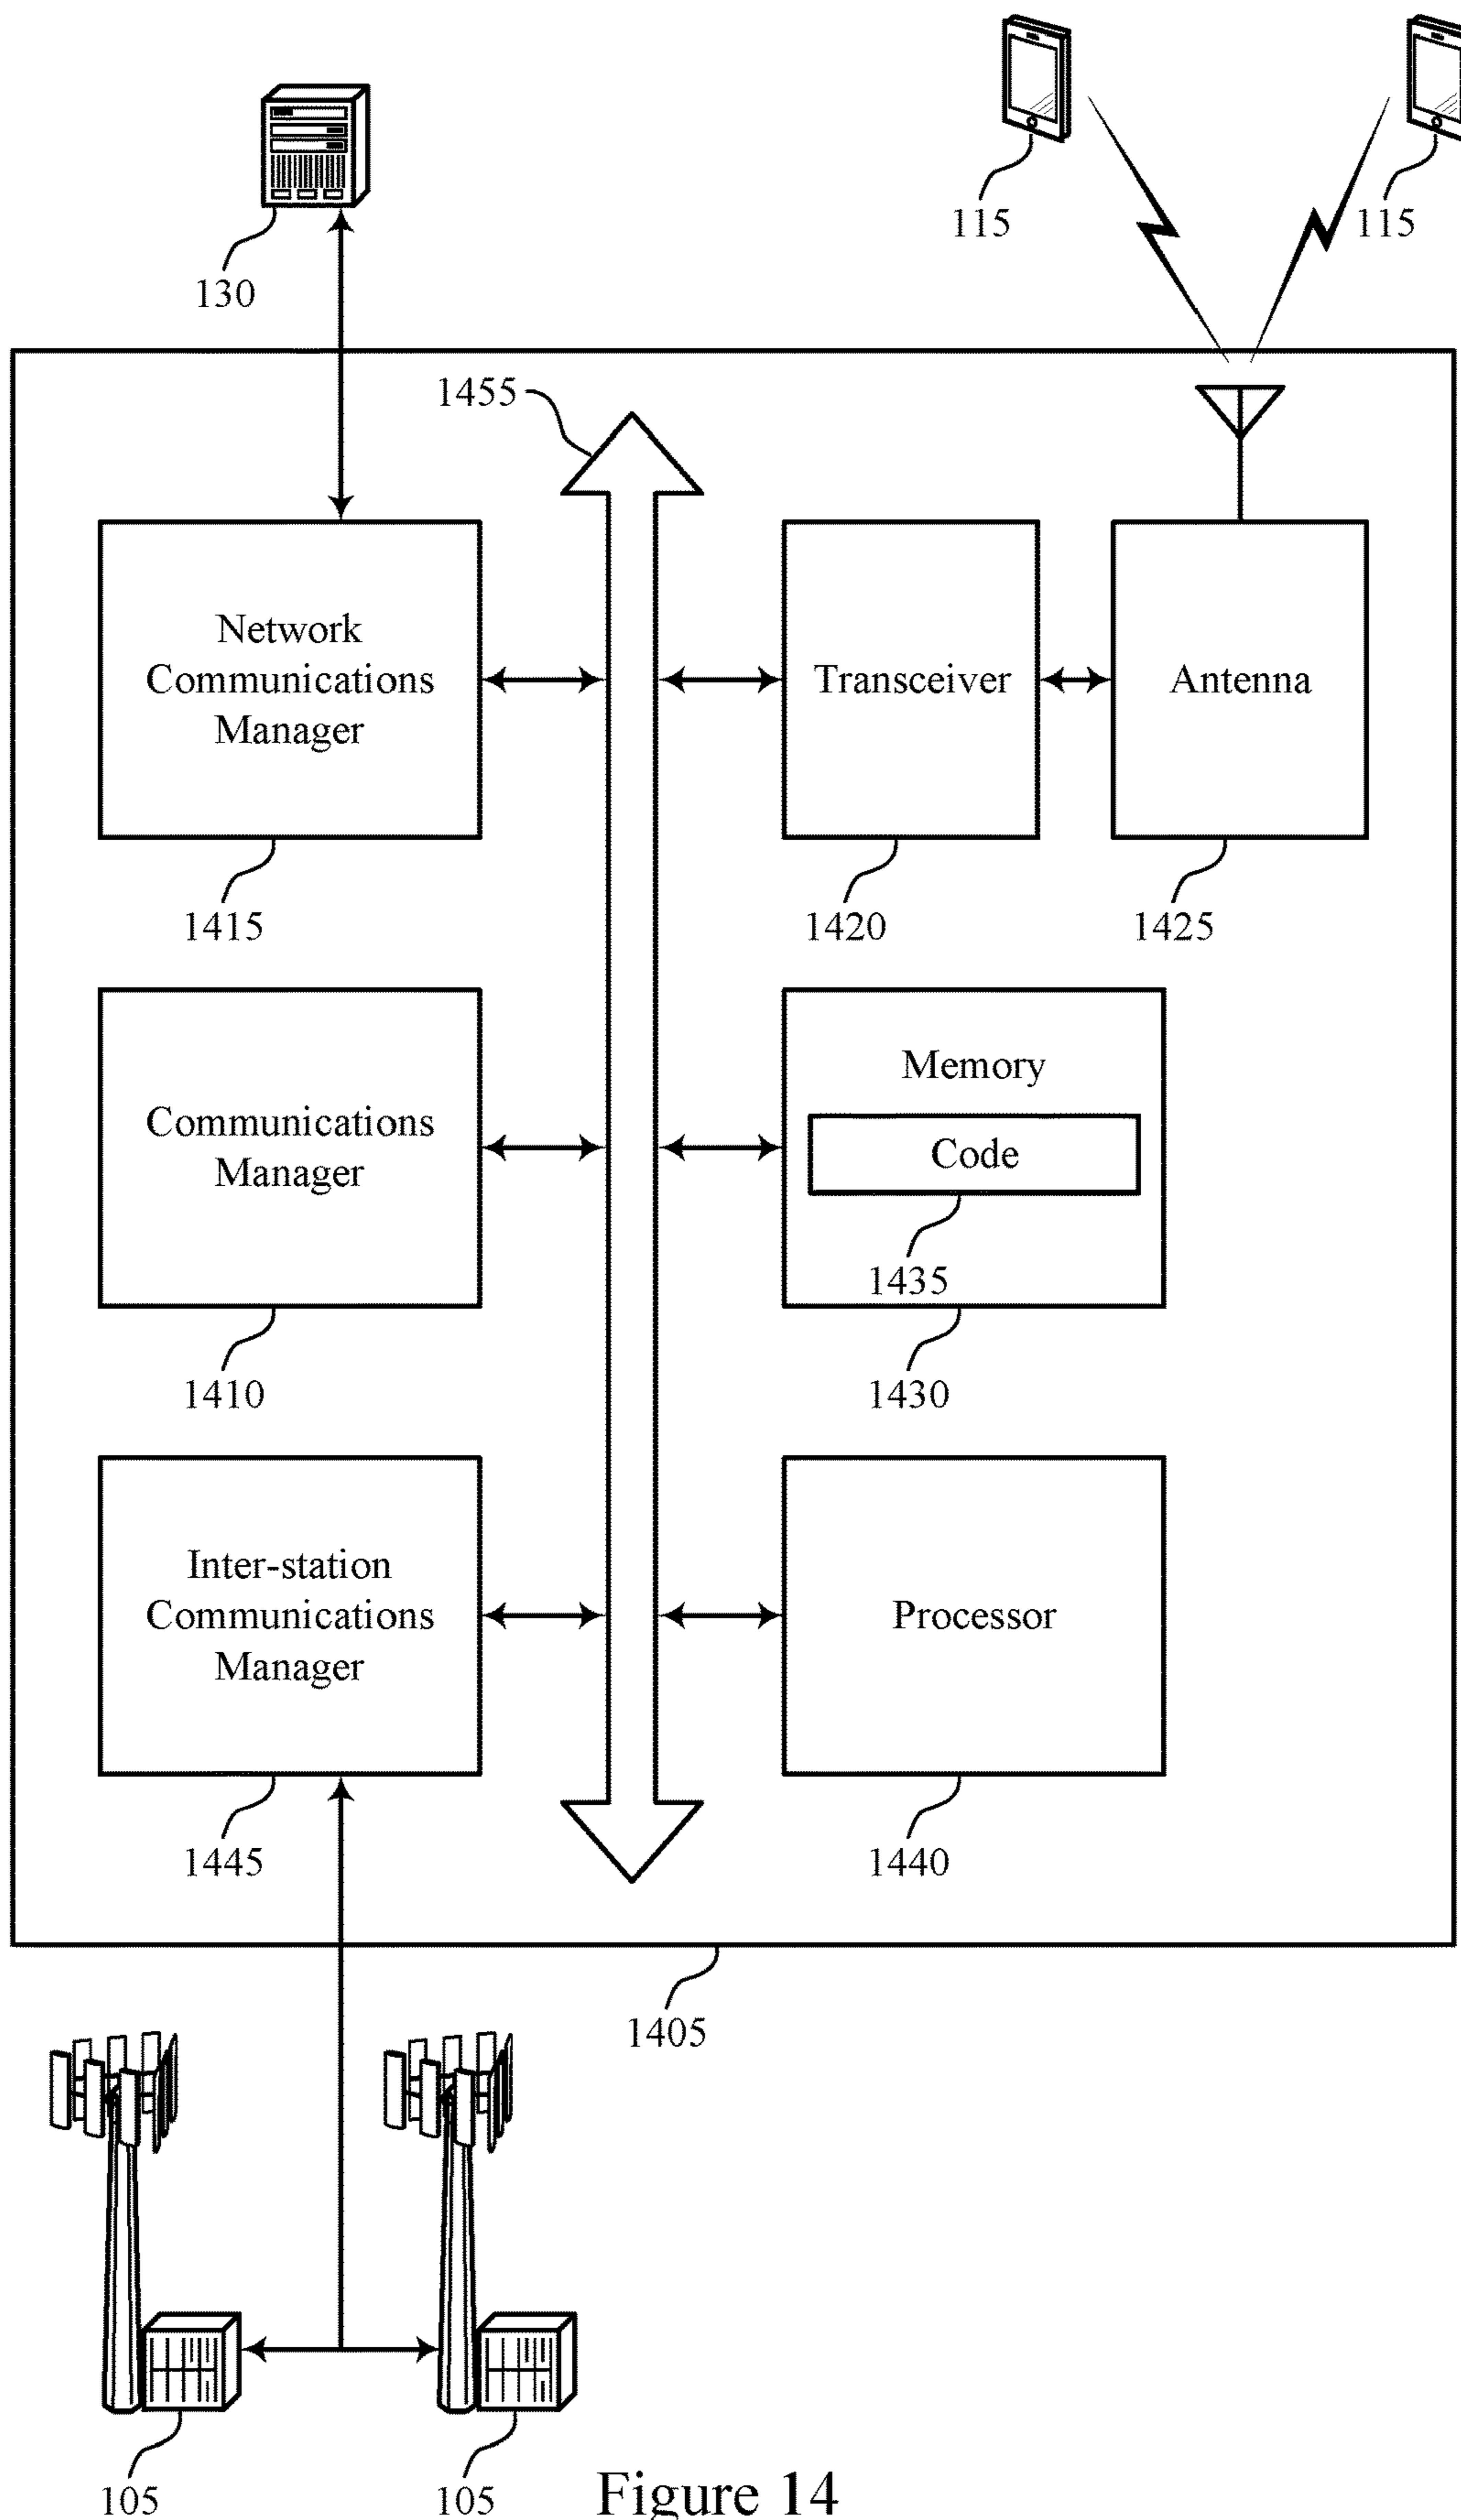 115
115
130
1455
Network
Communications
Manager
Transceiver
Antenna
1415
1420
1425
Communications
Manager
Memory
Code
1435
1410
1430
Inter-station
Communications
Manager
Processor
1445
1440
1405
105
105
Figure 14